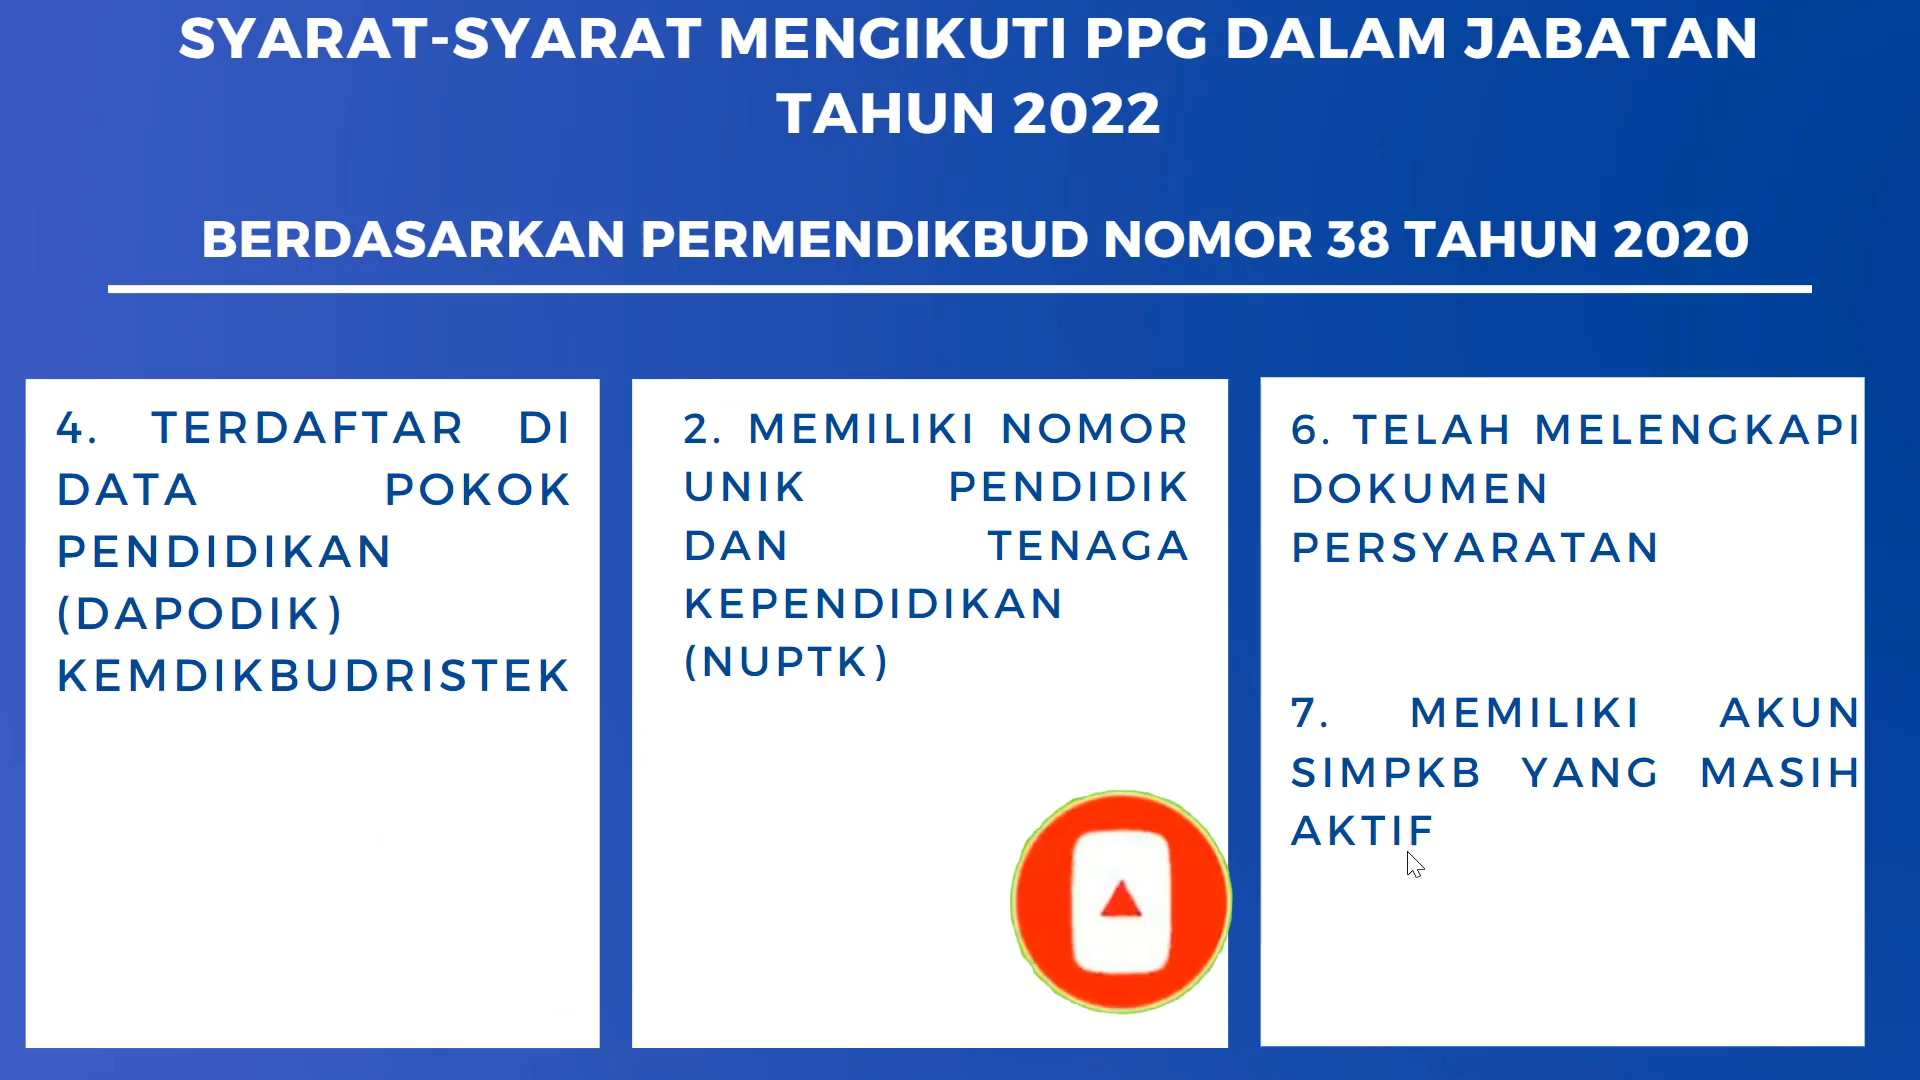 SYARAT-SYARAT MENGIKUTI PPG DALAM JABATAN
TAHUN 2022
BERDASARKAN PERMENDIKBUD NOMOR 38 TAHUN 2020
4. TERDAFTAR DI
DATA POKOK
PENDIDIKAN
(DAPODIK)
KEMDIKBUDRISTEK
2. MEMILIKI NOMOR
UNIK PENDIDIK
DAN TENAGA
KEPENDIDIKAN
(NUPTK)
6. TELAH MELENGKAPI
DOKUMEN
PERSYARATAN
7. MEMILIKI AKUN
SIMPKB YANG MASIH
AKTIF